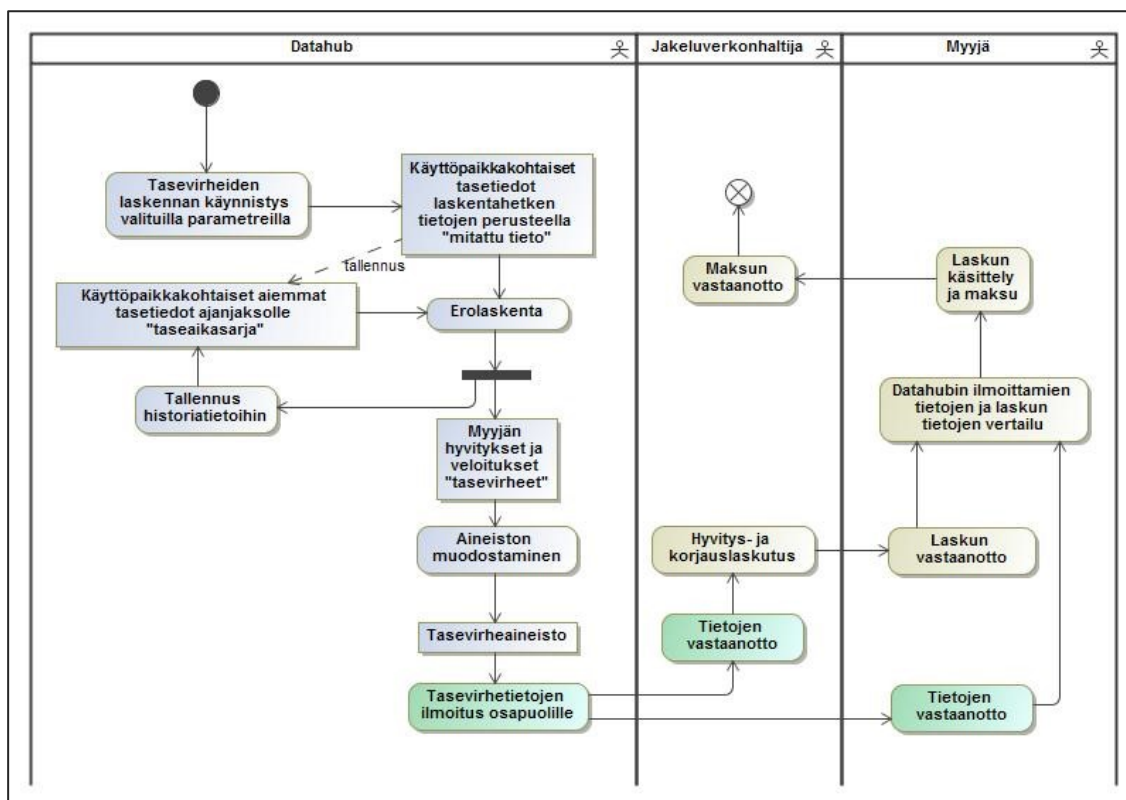 Datahub
Jakeluverkonhaltija
Myyjä
Tasevirheiden
laskennan käynnistys
valituilla parametreilla
Käyttöpaikkakohtaiset
tasetiedot
laskentahetken
tietojen perusteella
"mitattu tieto"
tallennus
Käyttöpaikkakohtaiset aiemmat
tasetiedot ajanjaksolle
"taseaikasarja"
Erolaskenta
Tallennus
historiatietoihin
Myyjän
hyvitykset ja
veloitukset
"tasevirheet"
Aineiston
muodostaminen
Tasevirheaineisto
Tasevirhetietojen
ilmoitus osapuolille
Maksun
vastaanotto
Hyvitys- ja
korjauslaskutus
Tietojen
vastaanotto
Laskun
käsittely
ja maksu
Datahubin ilmoittamien
tietojen ja laskun
tietojen vertailu
Laskun
vastaanotto
Tietojen
vastaanotto